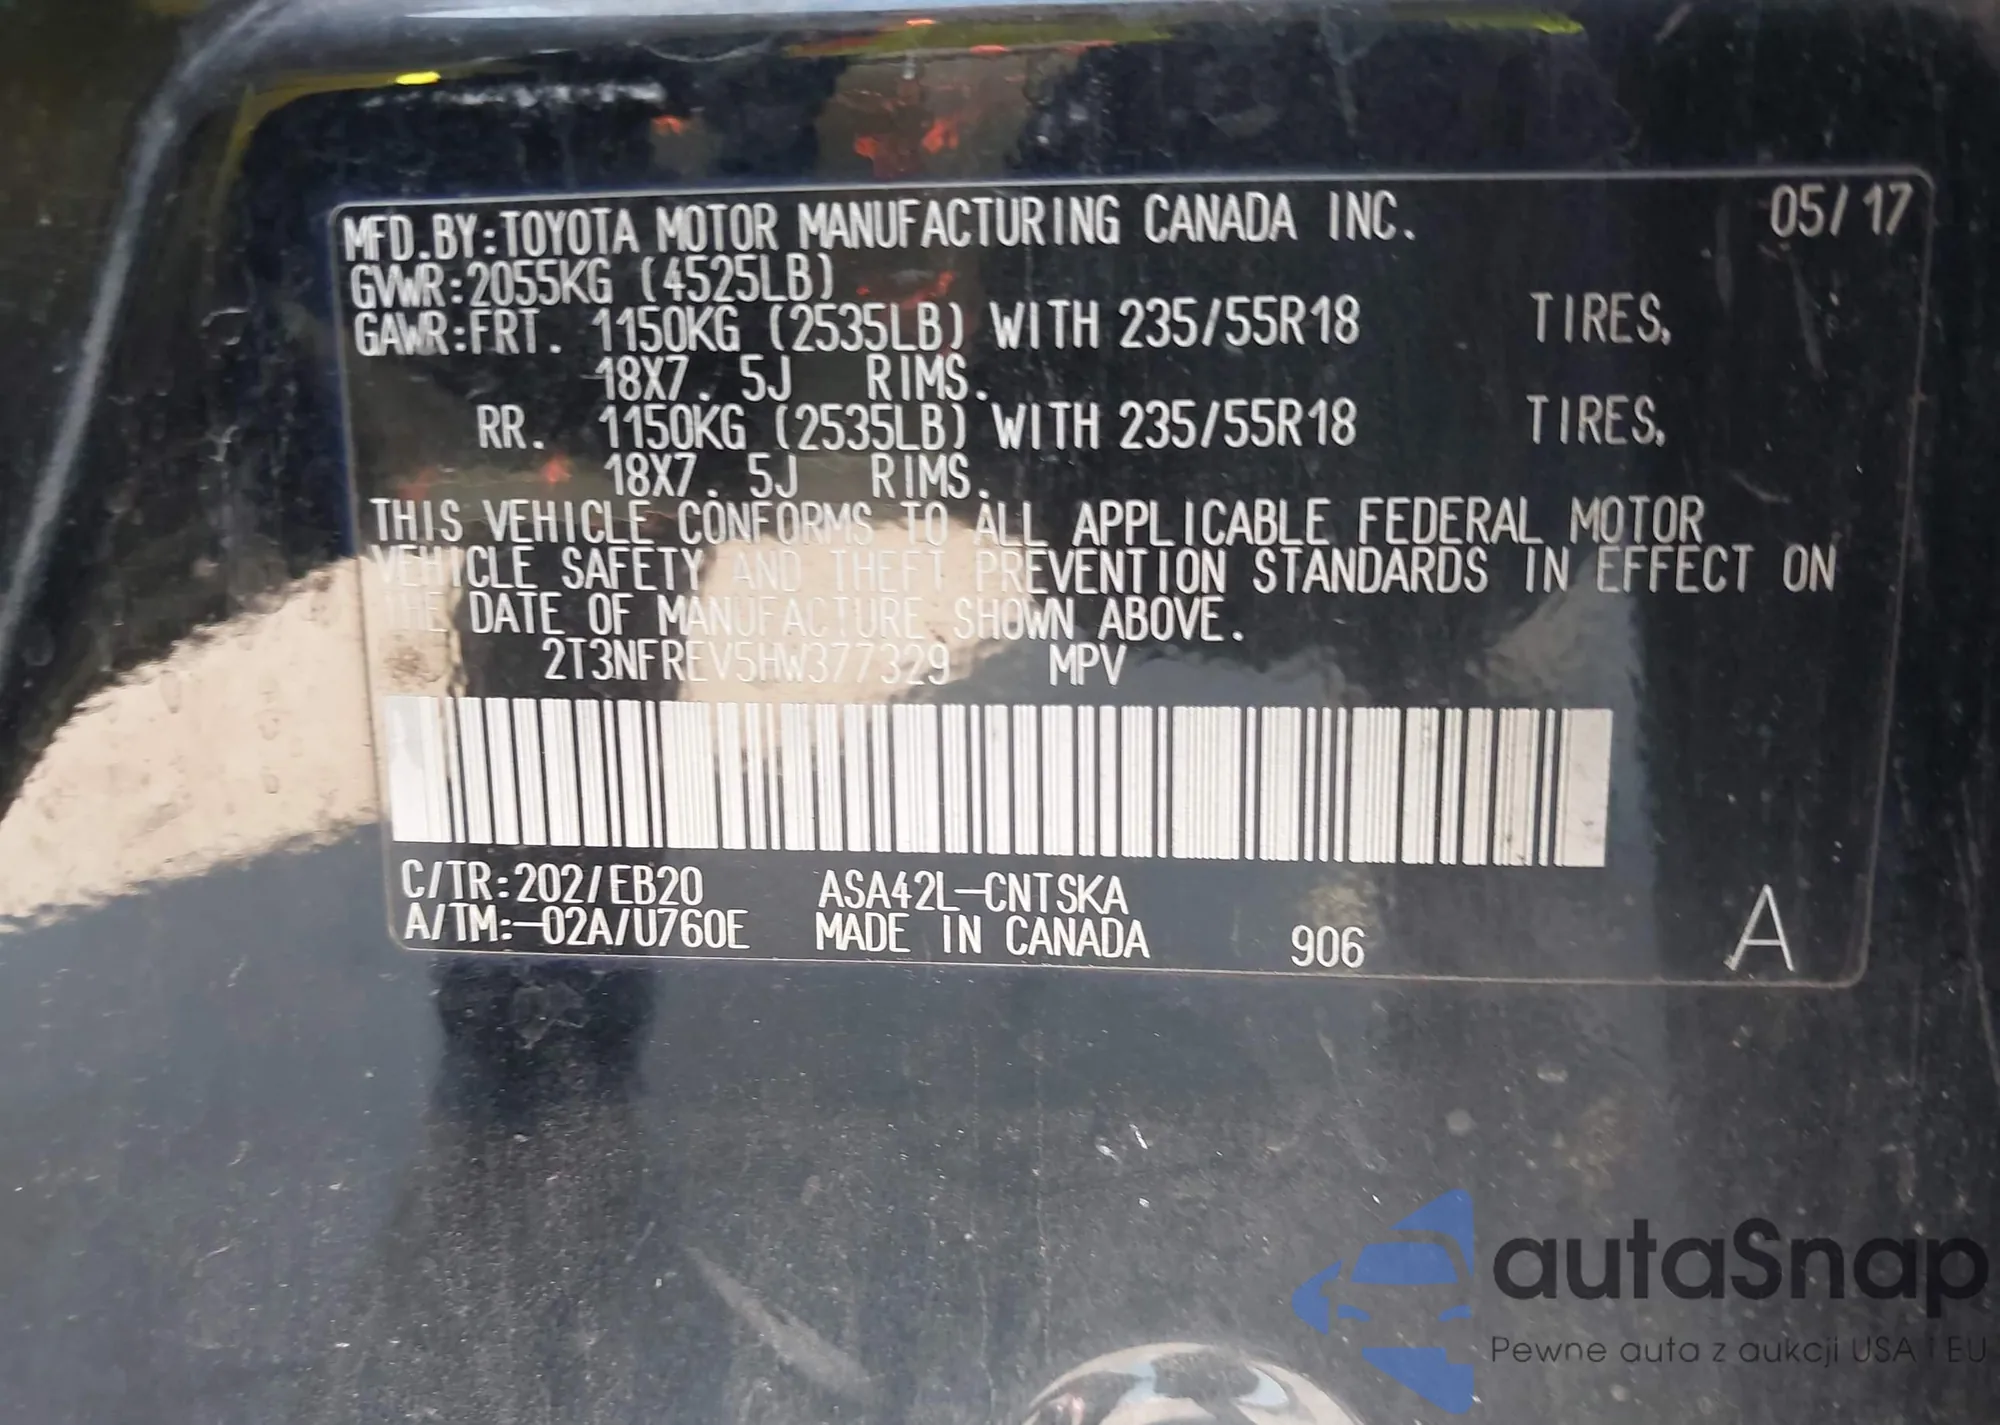 MFD.BY:TOYOTA MOTOR MANUFACTURING CANADA INC. 05/17
GVWR:2055KG (4525LB)
GAWR:FRT. 1150KG (2535LB) WITH 235/55R18 TIRES,
18X7.5J RIMS.
RR. 1150KG (2535LB) WITH 235/55R18 TIRES,
18X7.5J RIMS.
THIS VEHICLE CONFORMS TO ALL APPLICABLE FEDERAL MOTOR
VEHICLE SAFETY AND THEFT PREVENTION STANDARDS IN EFFECT ON
THE DATE OF MANUFACTURE SHOWN ABOVE.
2T3NFREV5HW377329 MPV
C/TR:202/EB20 ASA42L-CNTSKA
A/TM:-02A/U760E MADE IN CANADA 906 A
autaSnap
Pewne auta z aukcji USA i EU